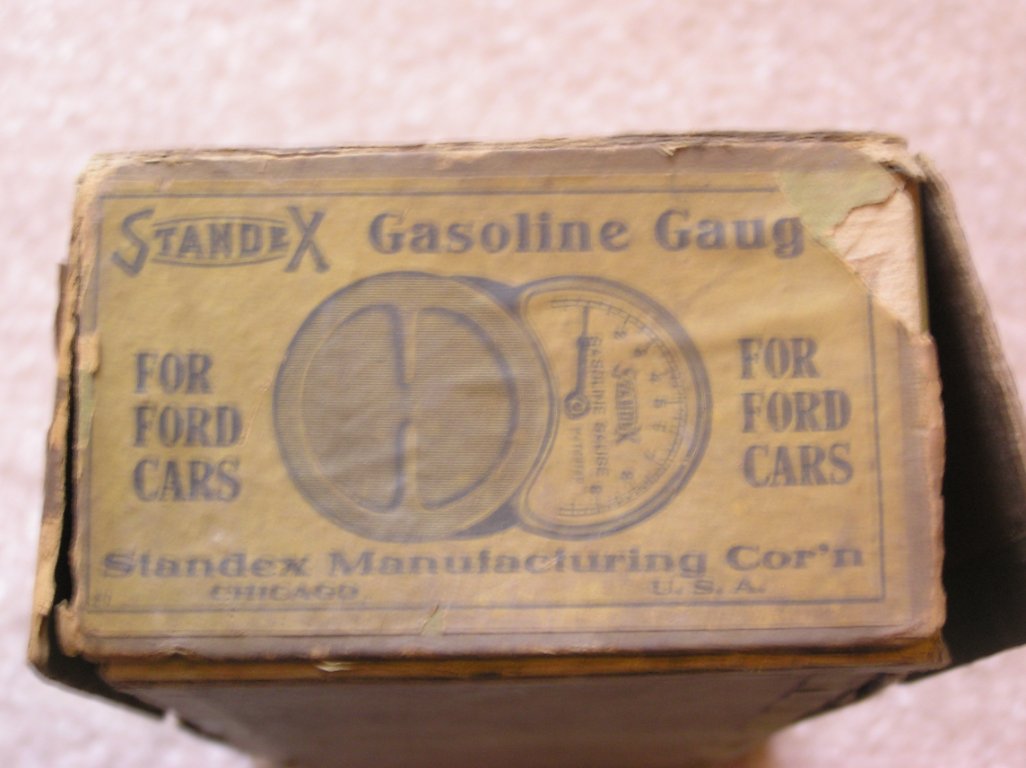 STANDEX Gasoline Gaug
FOR
FORD
CARS
GASOLINE GAUGE
STANDEX
FOR
FORD
CARS
Standex Manufacturing Cor'n
CHICAGO, U. S. A.